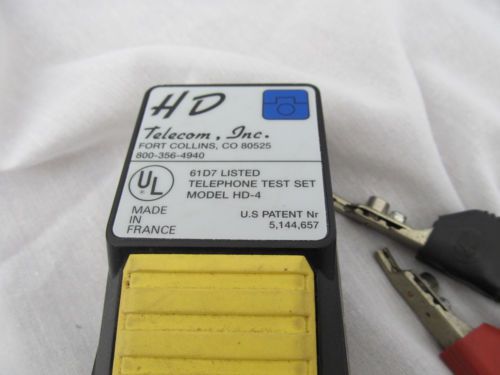 HD
Telecom, Inc.
FORT COLLINS, CO 80525
800-356-4940
UL
61D7 LISTED
TELEPHONE TEST SET
MODEL HD-4
MADE
IN
FRANCE
U.S PATENT Nr
5,144,657